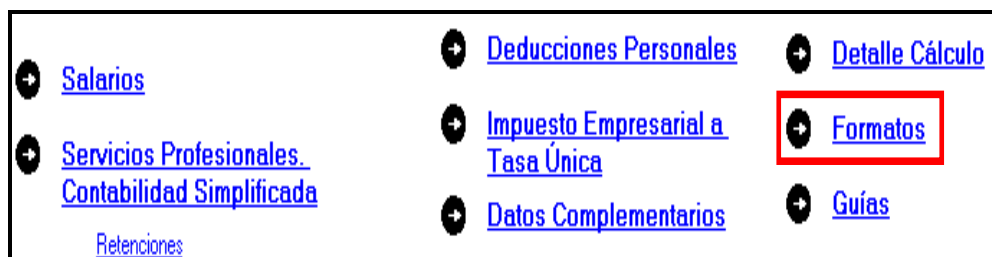 Salarios
Servicios Profesionales.
Contabilidad Simplificada
Retenciones
Deducciones Personales
Impuesto Empresarial a
Tasa Única
Datos Complementarios
Detalle Cálculo
Formatos
Guías